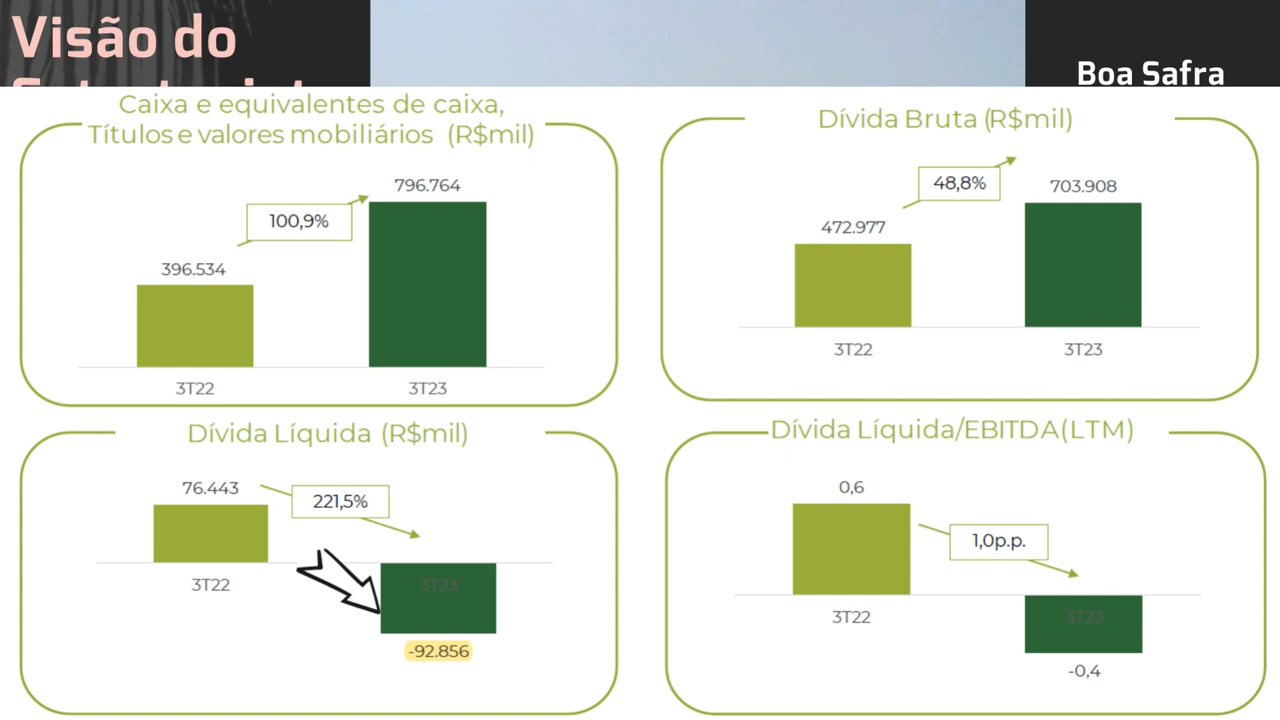 Visão do
Boa Safra
Caixa e equivalentes de caixa,
Títulos e valores mobiliários (R$mil)
796.764
100,9%
396.534
3T22
3T23
Dívida Bruta (R$mil)
48,8%
703.908
472.977
3T22
3T23
Dívida Líquida (R$mil)
76.443
221,5%
3T22
3T23
-92.856
Dívida Líquida/EBITDA(LTM)
0,6
1,0p.p.
3T22
3T23
-0,4